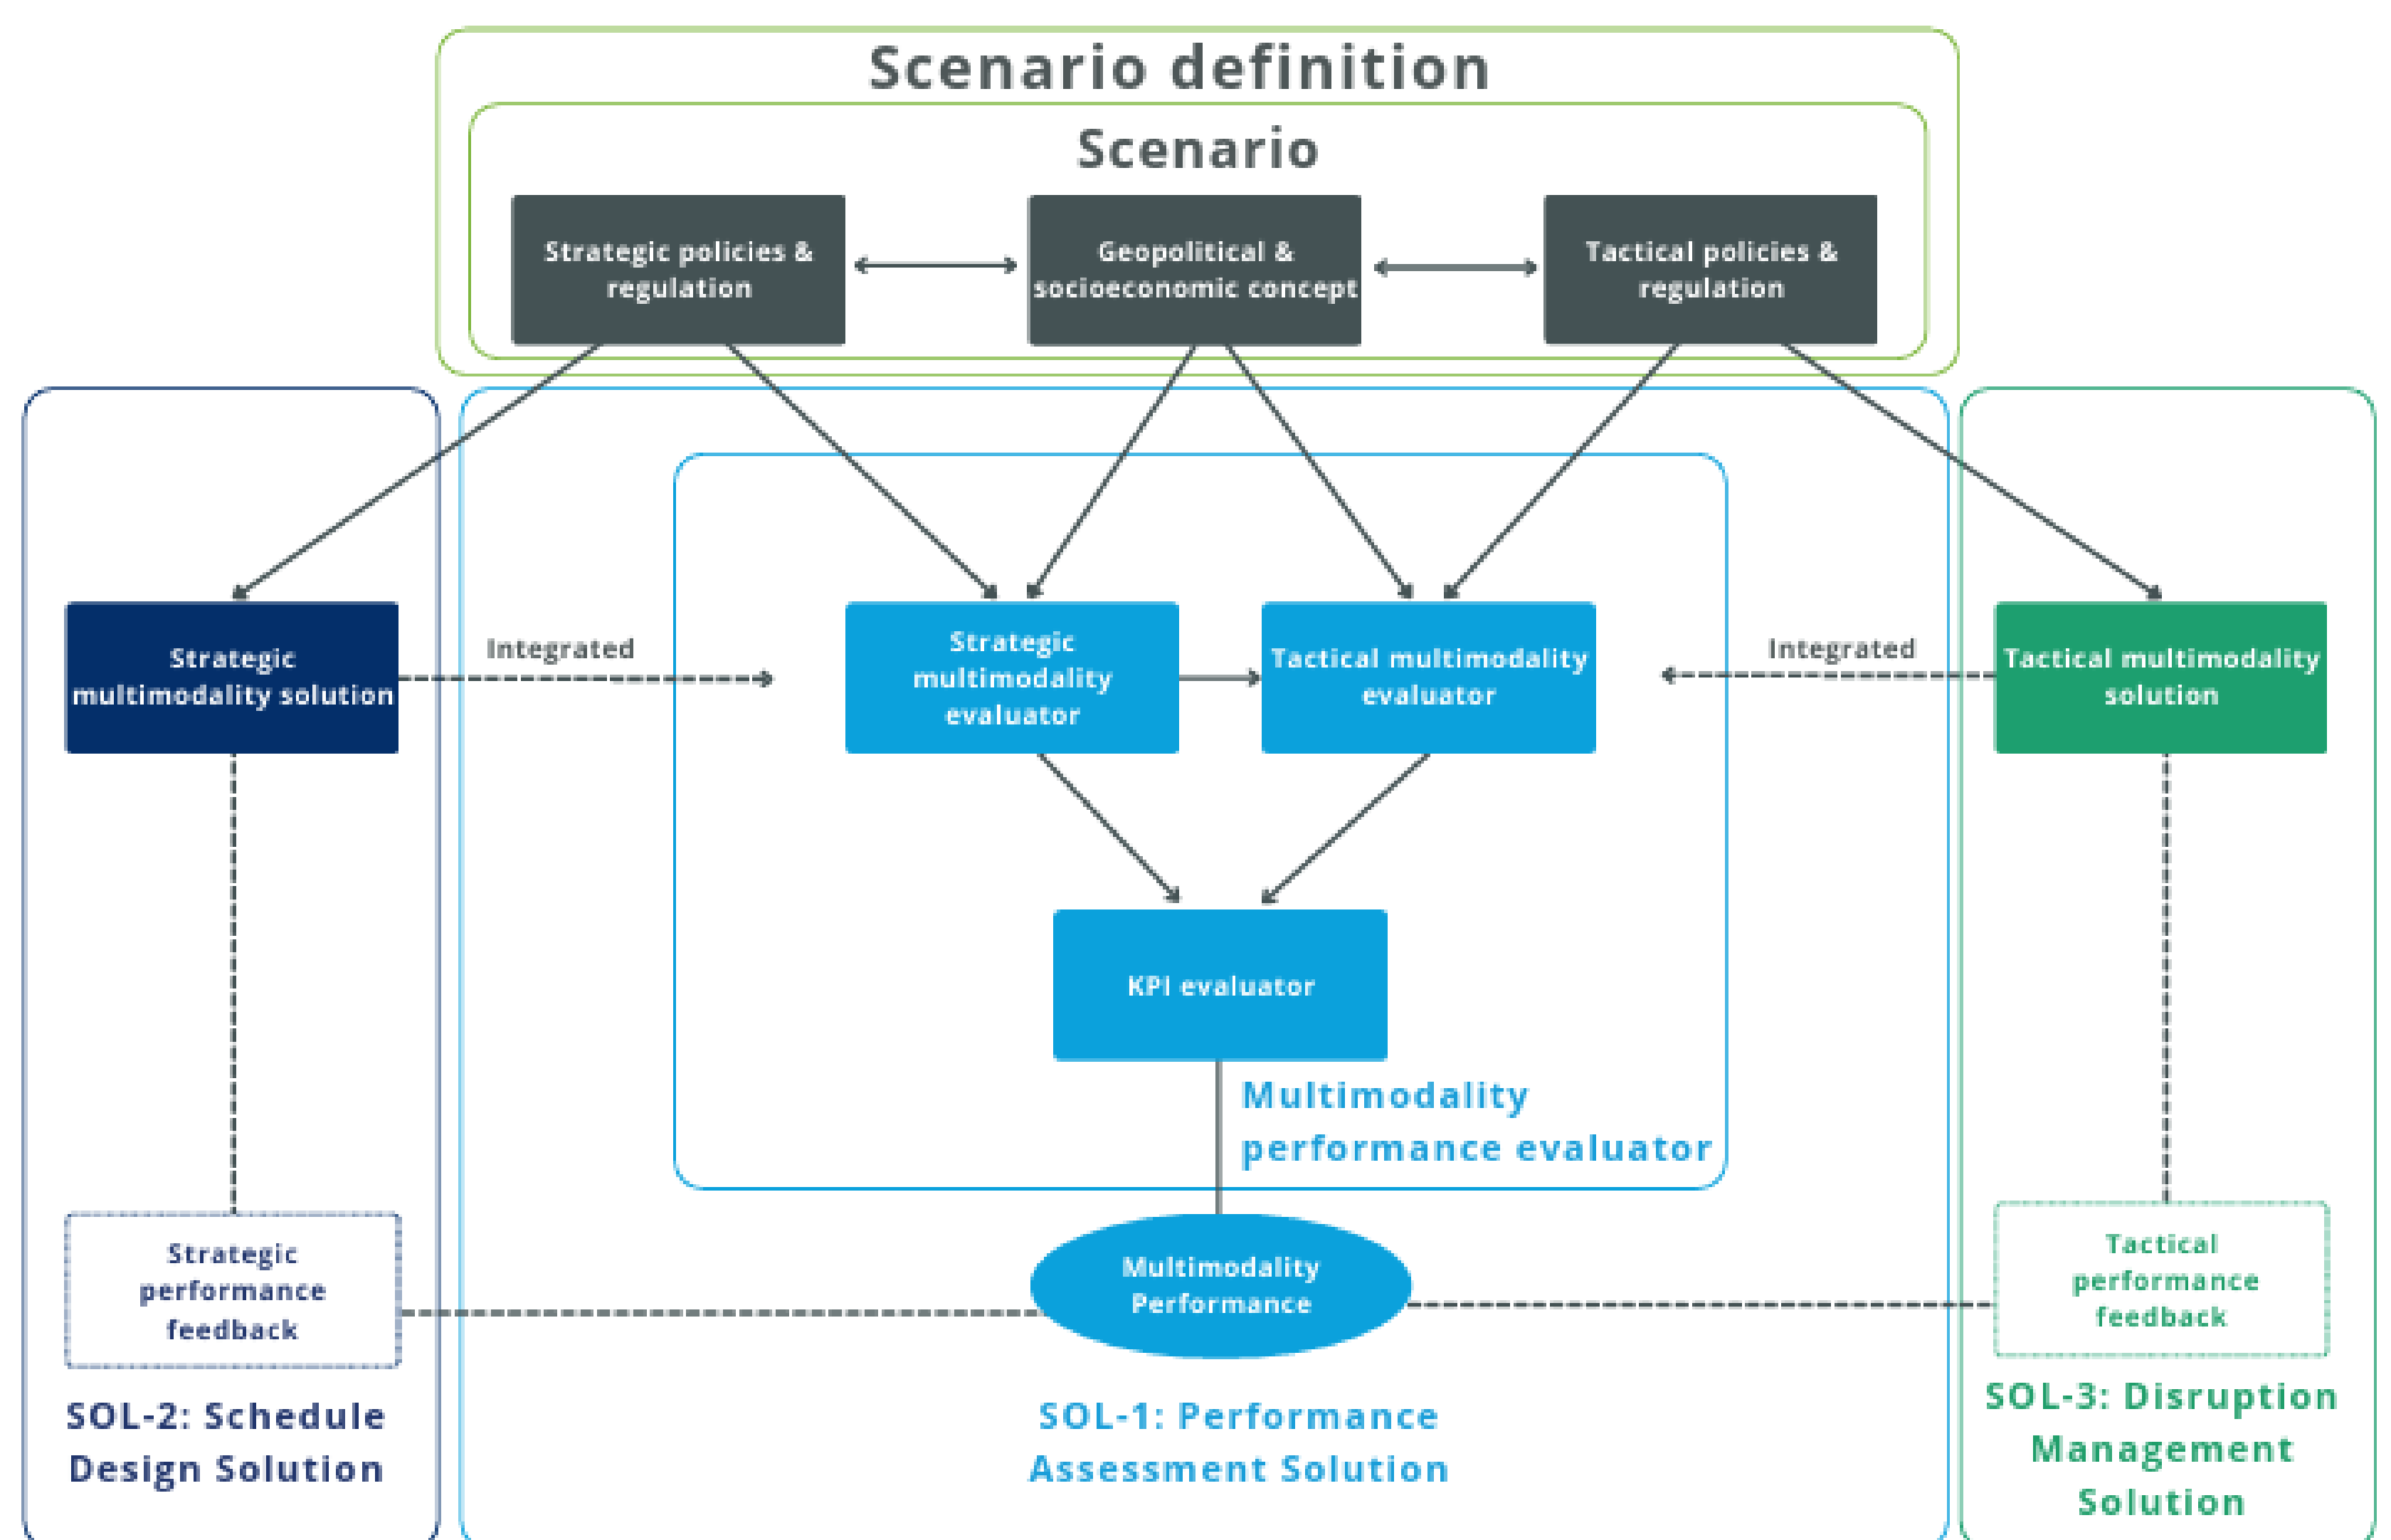 Scenario definition
Scenario
Strategic policies &
regulation
Geopolitical &
socioeconomic concept
Tactical policies &
regulation
Strategic
multimodality solution
Integrated
Strategic
multimodality
evaluator
Tactical multimodality
evaluator
Integrated
Tactical multimodality
solution
KPI evaluator
Multimodality
performance evaluator
Strategic
performance
feedback
Multimodality
Performance
Tactical
performance
feedback
SOL-2: Schedule
Design Solution
SOL-1: Performance
Assessment Solution
SOL-3: Disruption
Management
Solution